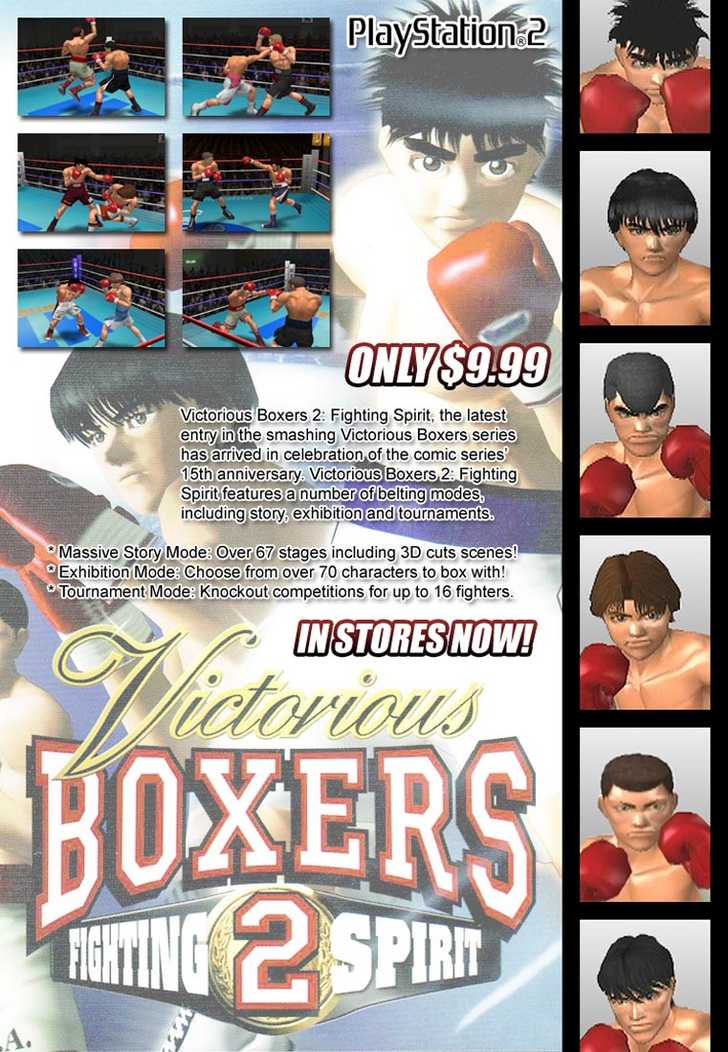 PlayStation®2
ONLY $9.99
Victorious Boxers 2: Fighting Spirit, the latest
entry in the smashing Victorious Boxers series
has arrived in celebration of the comic series'
15th anniversary. Victorious Boxers 2: Fighting
Spirit features a number of belting modes,
including story, exhibition and tournaments.
* Massive Story Mode: Over 67 stages including 3D cuts scenes!
* Exhibition Mode: Choose from over 70 characters to box with!
* Tournament Mode: Knockout competitions for up to 16 fighters.
IN STORES NOW!
Victorious
BOXERS
FIGHTING 2 SPIRIT
.A.